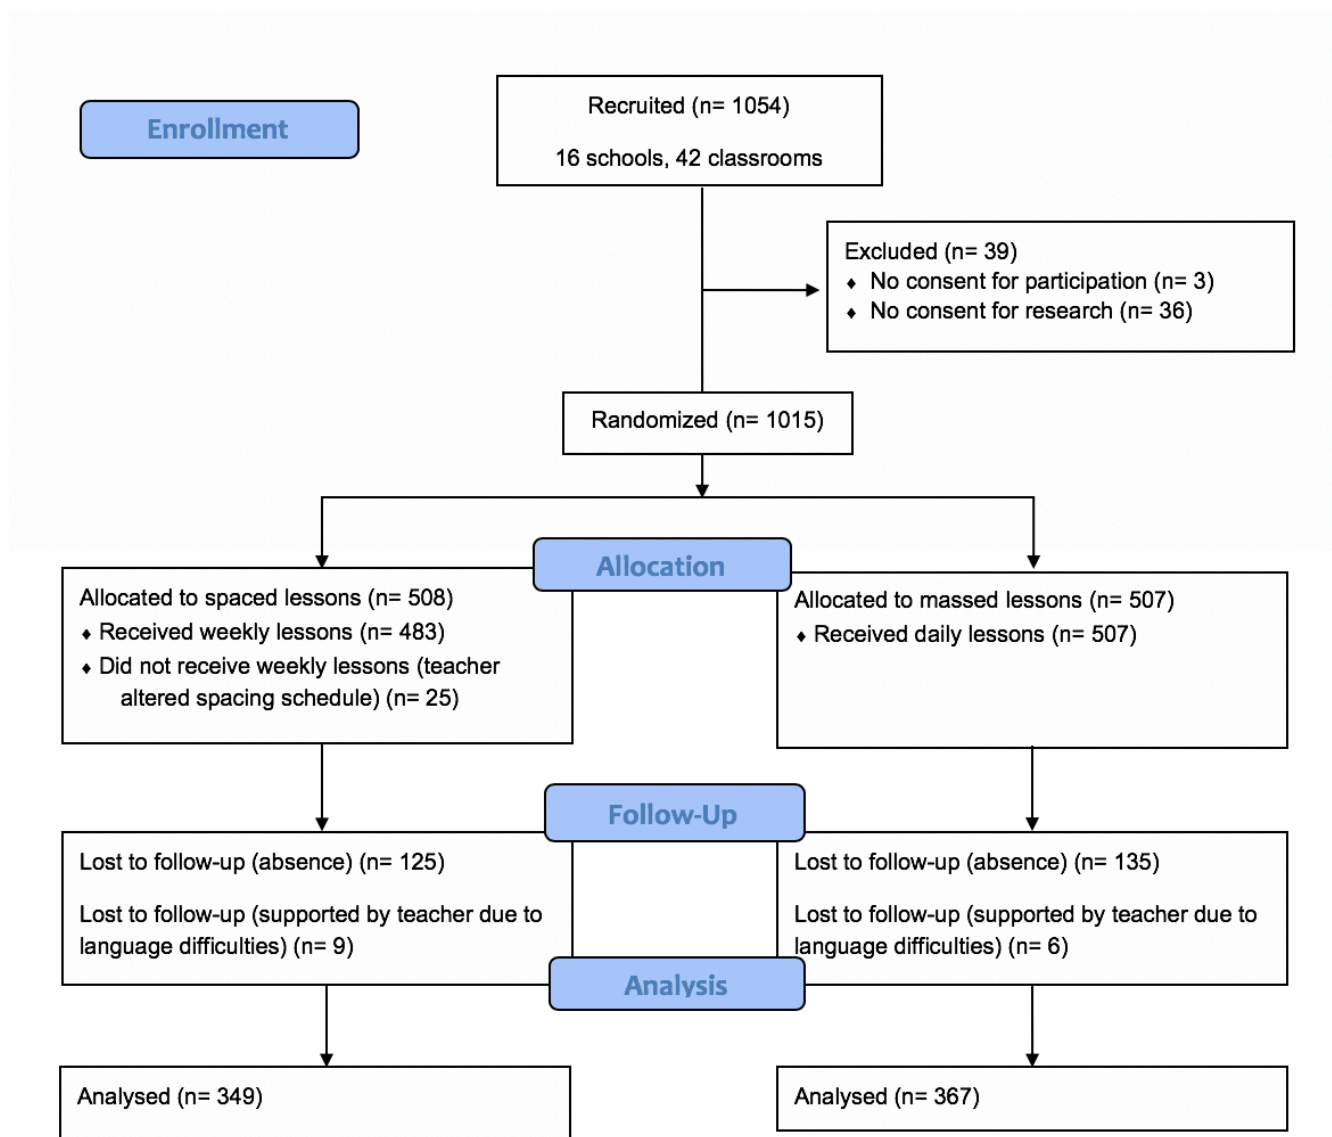 Enrollment
Recruited (n= 1054)
16 schools, 42 classrooms
Excluded (n= 39)
♦ No consent for participation (n= 3)
♦ No consent for research (n= 36)
Randomized (n= 1015)
Allocation
Allocated to spaced lessons (n= 508)
♦ Received weekly lessons (n= 483)
♦ Did not receive weekly lessons (teacher
altered spacing schedule) (n= 25)
Allocated to massed lessons (n= 507)
♦ Received daily lessons (n= 507)
Follow-Up
Lost to follow-up (absence) (n= 125)
Lost to follow-up (supported by teacher due to
language difficulties) (n= 9)
Lost to follow-up (absence) (n= 135)
Lost to follow-up (supported by teacher due to
language difficulties) (n= 6)
Analysis
Analysed (n= 349)
Analysed (n= 367)